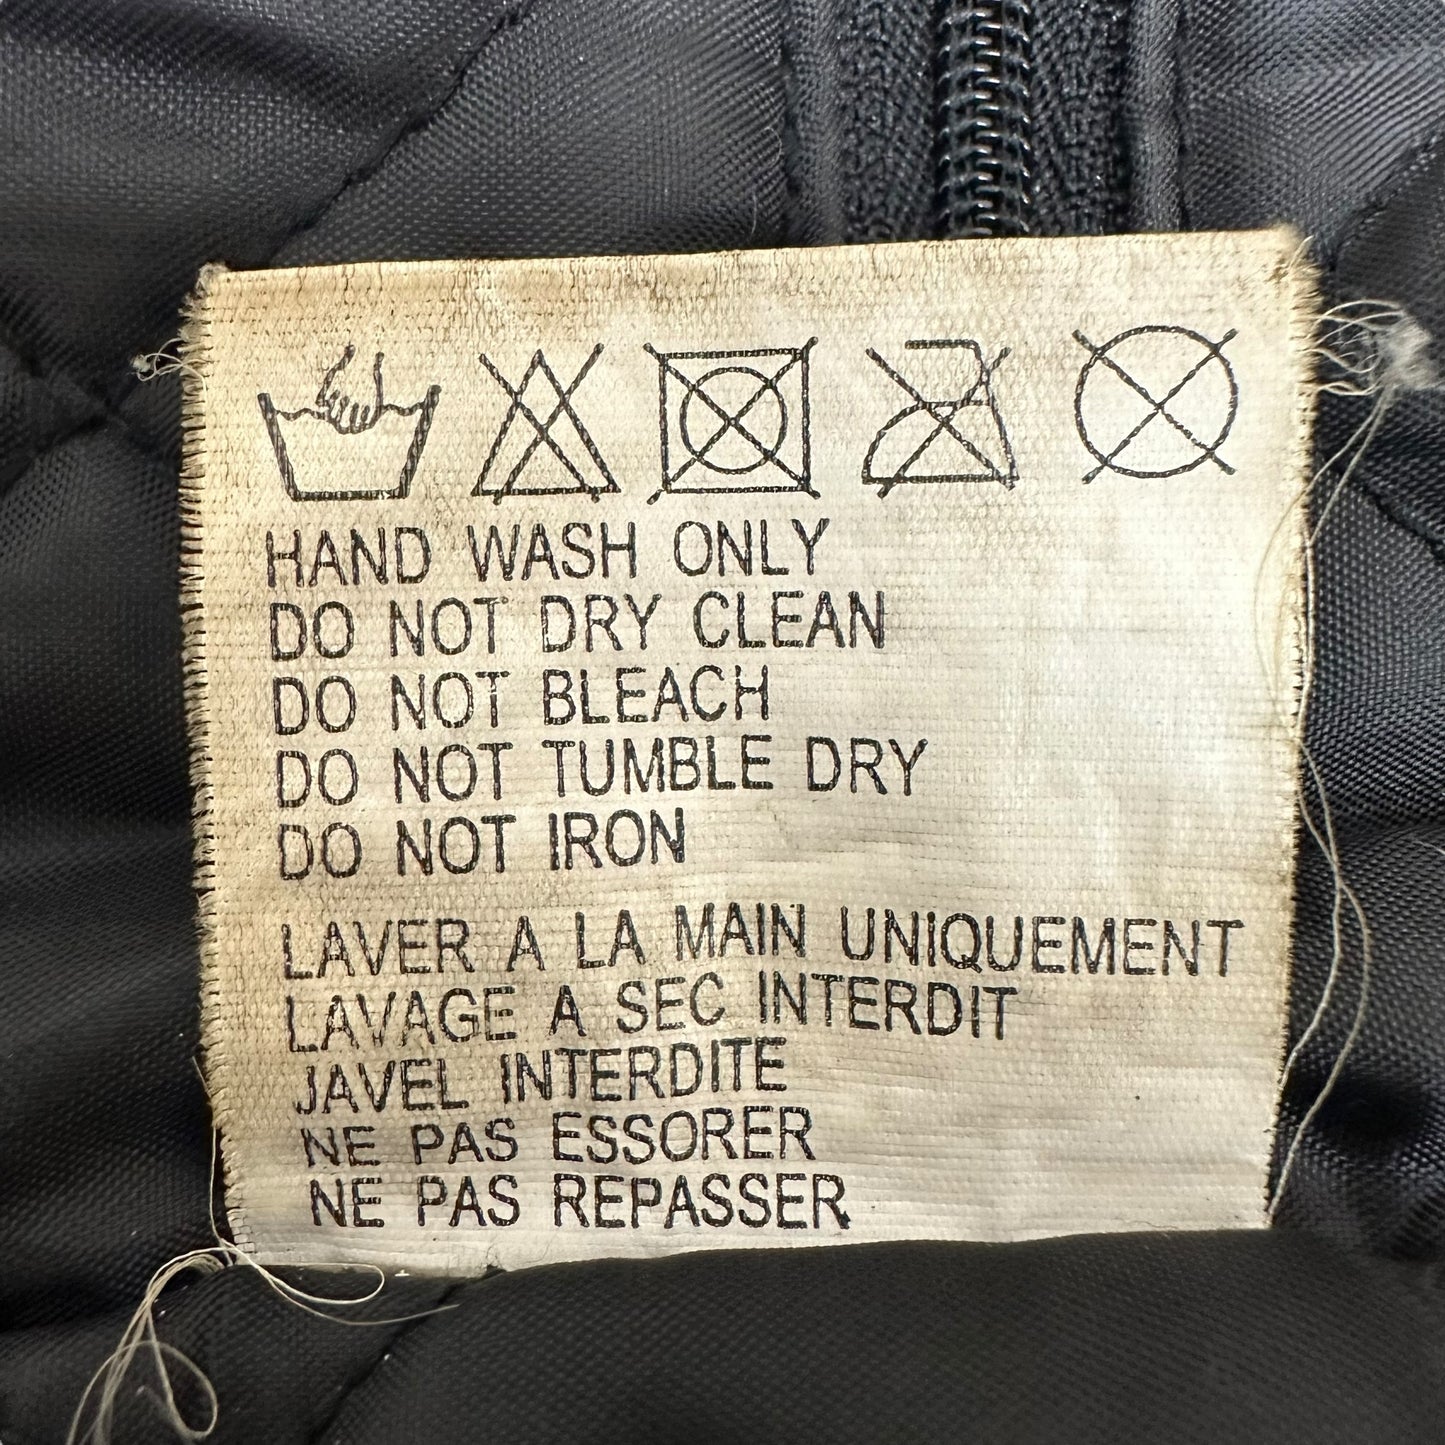 HAND WASH ONLY
DO NOT DRY CLEAN
DO NOT BLEACH
DO NOT TUMBLE DRY
DO NOT IRON
LAVER A LA MAIN UNIQUEMENT
LAVAGE A SEC INTERDIT
JAVEL INTERDITE
NE PAS ESSORER
NE PAS REPASSER